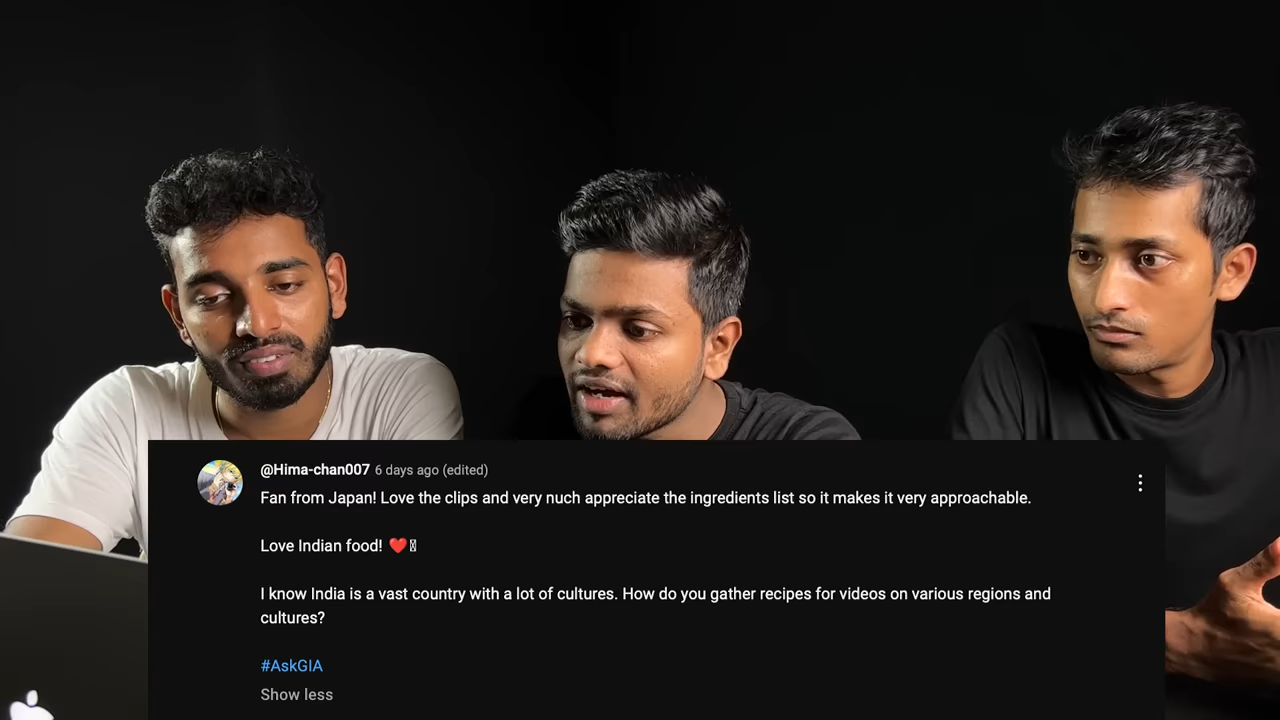 @Hima-chan007 6 days ago (edited)
Fan from Japan! Love the clips and very nuch appreciate the ingredients list so it makes it very approachable.
Love Indian food! ❤️
I know India is a vast country with a lot of cultures. How do you gather recipes for videos on various regions and
cultures?
#AskGIA
Show less